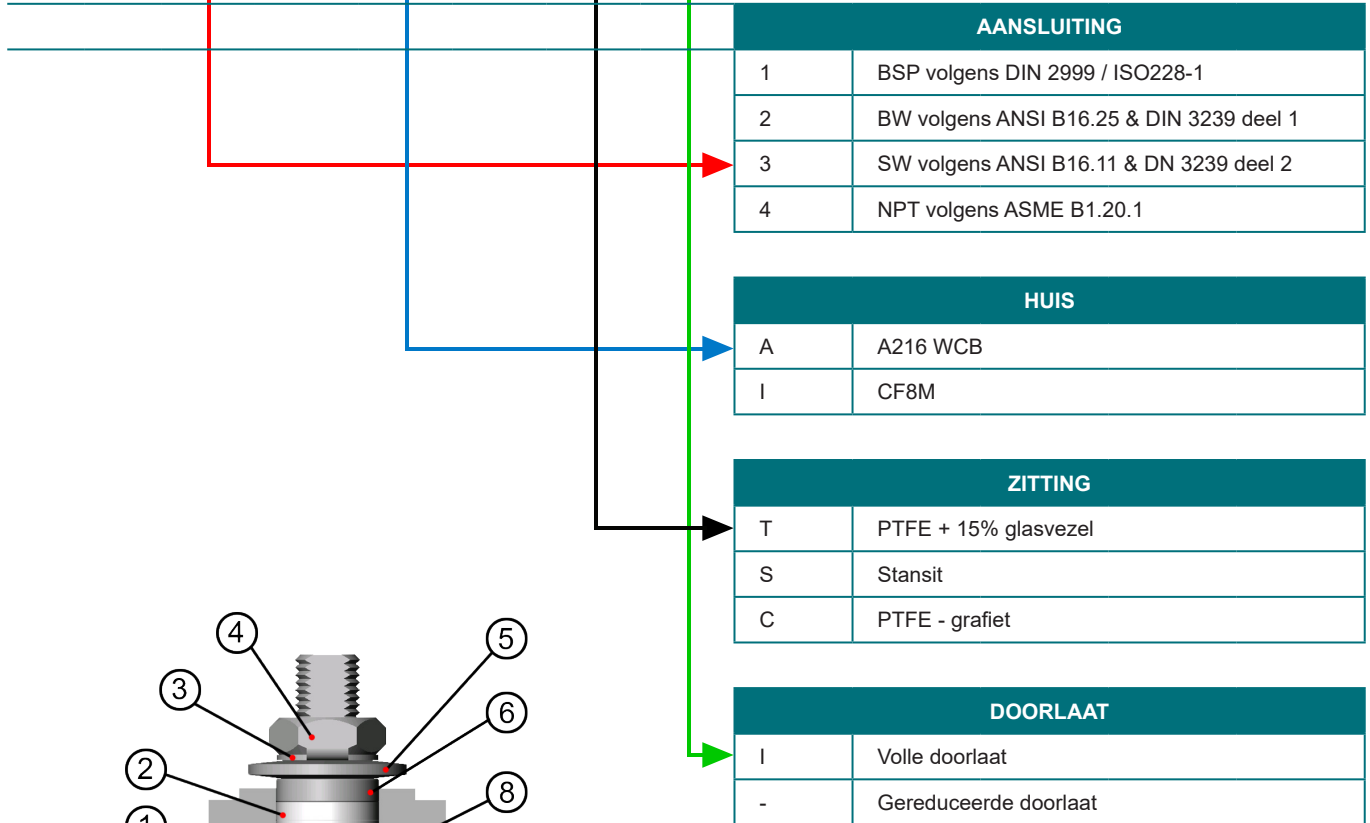 AANSLUITING
1 BSP volgens DIN 2999 / ISO228-1
2 BW volgens ANSI B16.25 & DIN 3239 deel 1
3 SW volgens ANSI B16.11 & DN 3239 deel 2
4 NPT volgens ASME B1.20.1
HUIS
A A216 WCB
I CF8M
ZITTING
T PTFE + 15% glasvezel
S Stansit
C PTFE - grafiet
DOORLAAT
I Volle doorlaat
- Gereduceerde doorlaat
4
5
3
6
2
8
1